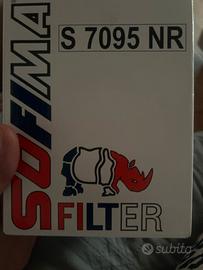 S 7095 NR
SOFIMA
FILTER
subito